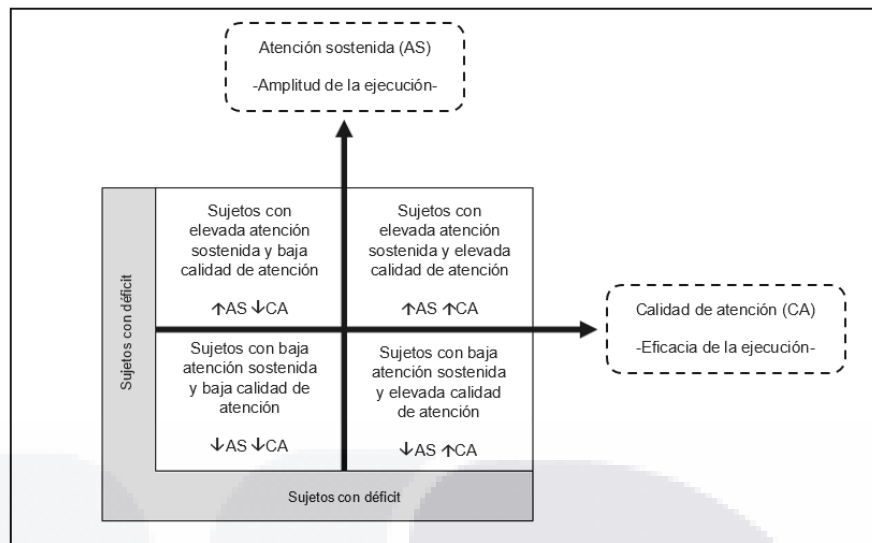 Atención sostenida (AS)
-Amplitud de la ejecución-
Sujetos con déficit
Sujetos con
elevada atención
sostenida y baja
calidad de atención
↑AS ↓CA
Sujetos con
elevada atención
sostenida y elevada
calidad de atención
↑AS ↑CA
Calidad de atención (CA)
-Eficacia de la ejecución-
Sujetos con baja
atención sostenida
y baja calidad de
atención
↓AS ↓CA
Sujetos con baja
atención sostenida
y elevada calidad
de atención
↓AS ↑CA
Sujetos con déficit